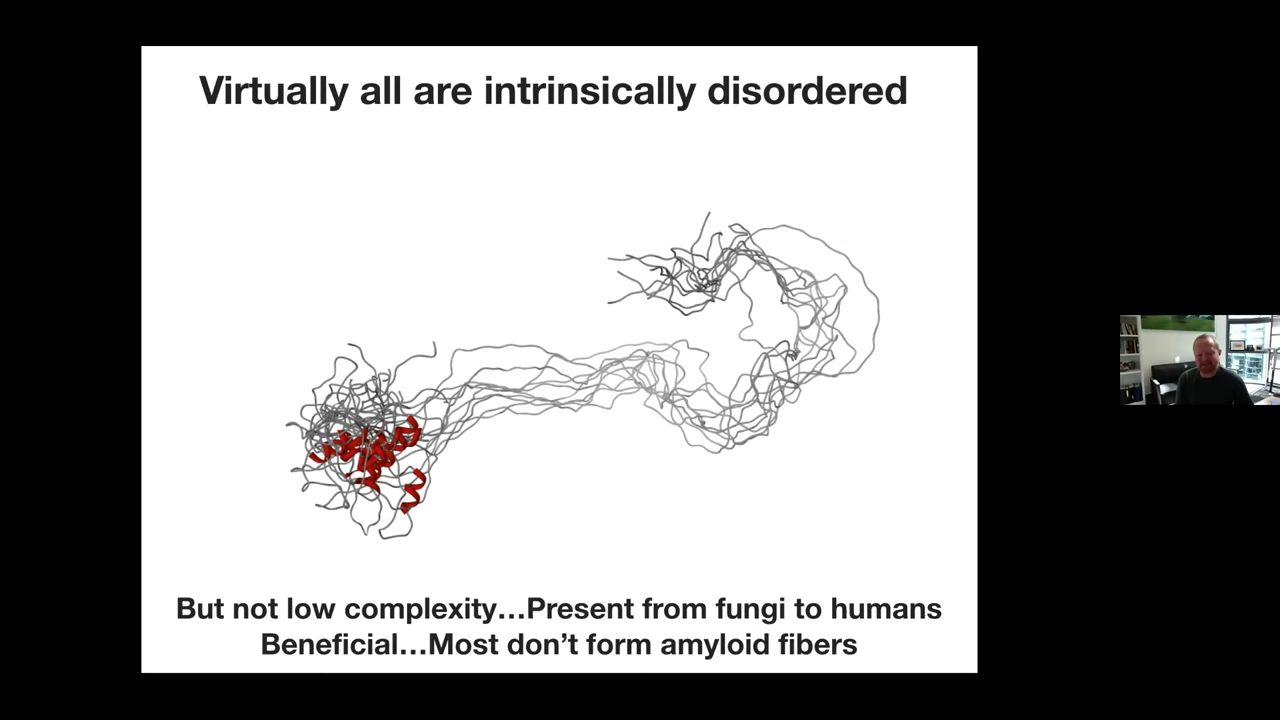 Virtually all are intrinsically disordered
But not low complexity…Present from fungi to humans
Beneficial…Most don’t form amyloid fibers